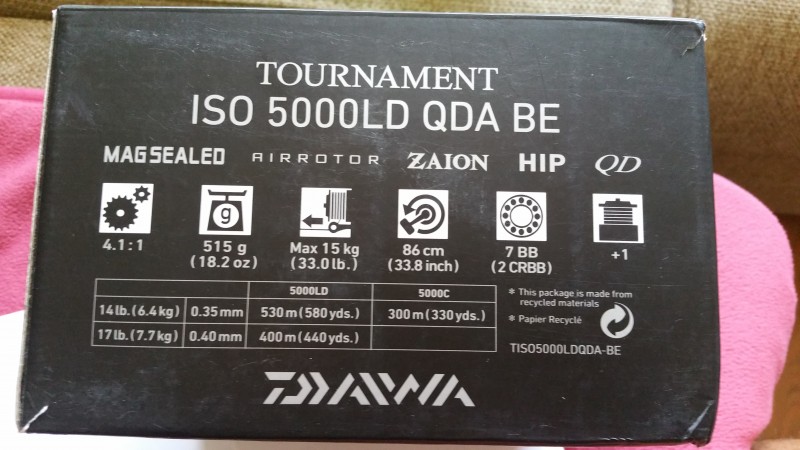 TOURNAMENT
ISO 5000LD QDA BE
MAGSEALED AIRROTOR ZAION HIP QD
g
4.1:1 515 g Max 15 kg 86 cm 7 BB +1
(18.2 oz) (33.0 lb.) (33.8 inch) (2 CRBB)
5000LD 5000C
14 lb. (6.4 kg) 0.35 mm 530 m (580 yds.) 300 m (330 yds.)
17 lb. (7.7 kg) 0.40 mm 400 m (440 yds.)
* This package is made from
recycled materials
* Papier Recyclé
TISO5000LDQDA-BE
DAIWA